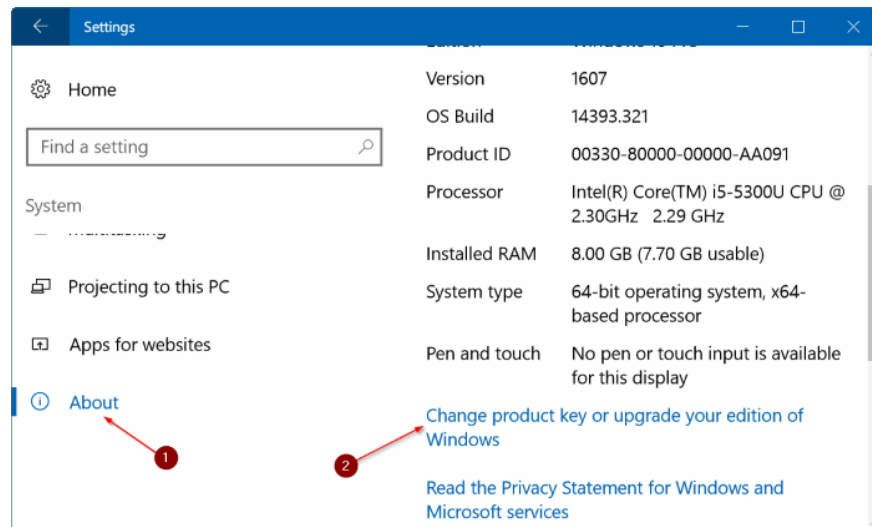 Settings
Home
Find a setting
System
Projecting to this PC
Apps for websites
About
1
Version 1607
OS Build 14393.321
Product ID 00330-80000-00000-AA091
Processor Intel(R) Core(TM) i5-5300U CPU @
2.30GHz 2.29 GHz
Installed RAM 8.00 GB (7.70 GB usable)
System type 64-bit operating system, x64-
based processor
Pen and touch No pen or touch input is available
for this display
Change product key or upgrade your edition of
Windows
2
Read the Privacy Statement for Windows and
Microsoft services